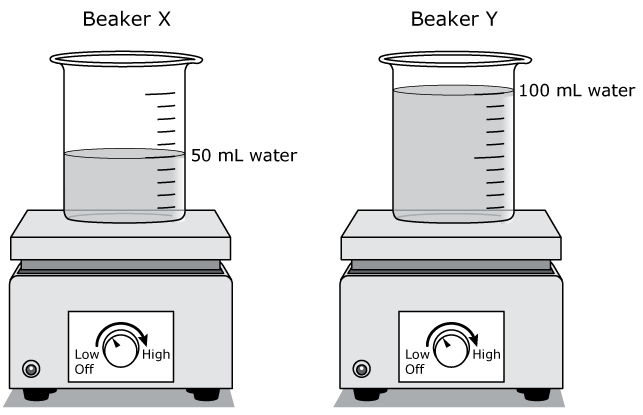 Beaker X
Beaker Y
50 mL water
100 mL water
Low
High
Off
Low
High
Off